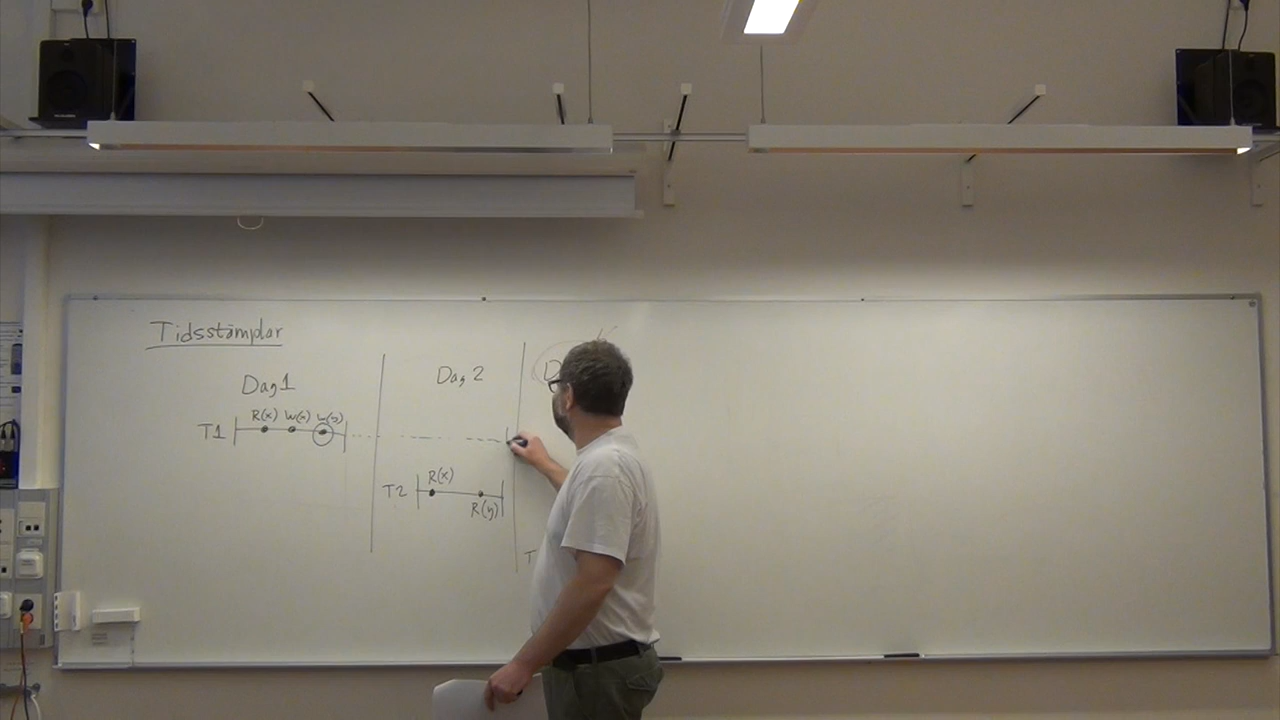 Tidsstämplar
Dag 1
Dag 2
D
T1 R(x) W(x) W(y)
T2 R(x) R(y)
T